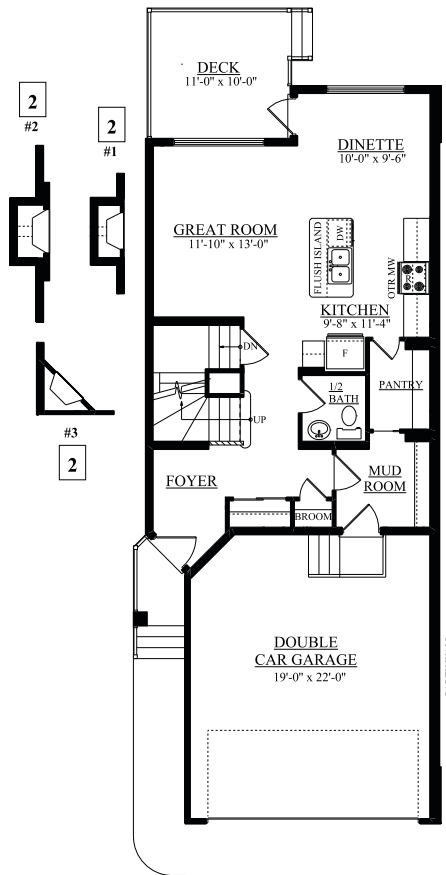 DECK
11'-0" x 10'-0"
2
#2
2
#1
DINETTE
10'-0" x 9'-6"
GREAT ROOM
11'-10" x 13'-0"
FLUSH ISLAND
DW
OTR MW
KITCHEN
9'-8" x 11'-4"
F
DN
PANTRY
1/2
BATH
UP
#3
2
FOYER
MUD
ROOM
BROOM
DOUBLE
CAR GARAGE
19'-0" x 22'-0"